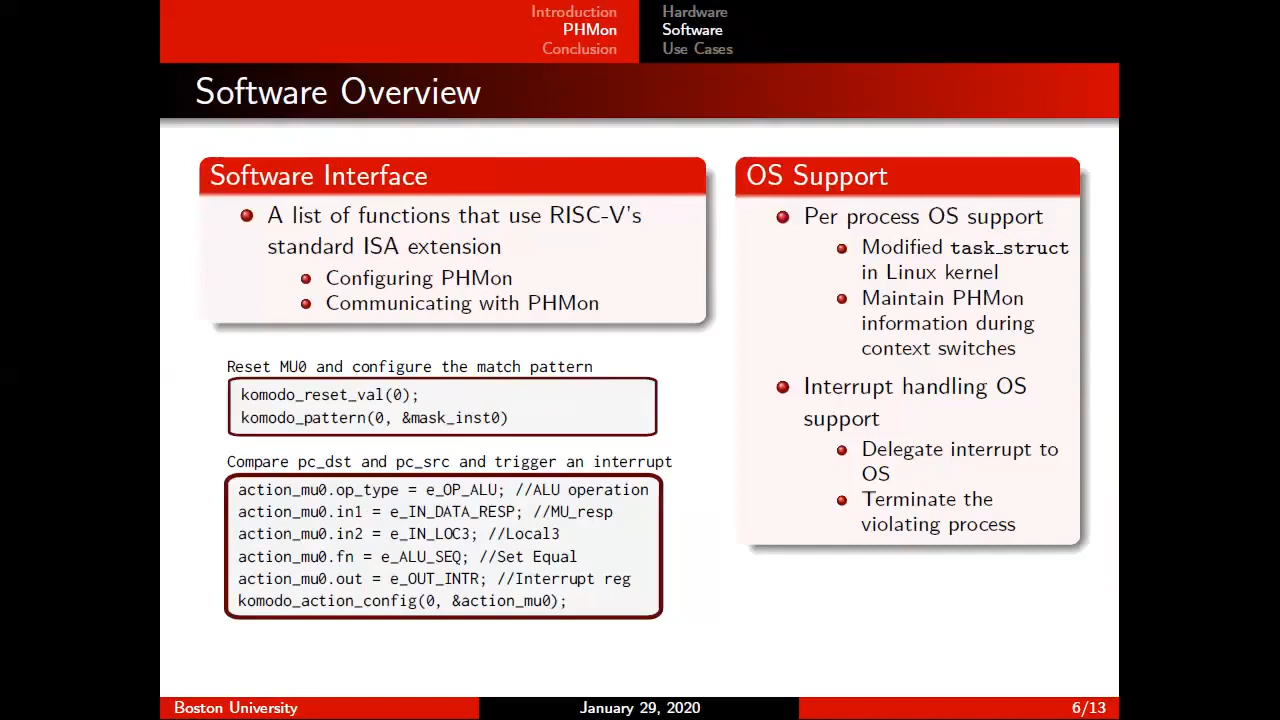 Introduction
PHMon
Conclusion
Hardware
Software
Use Cases
Software Overview
Software Interface
A list of functions that use RISC-V's
standard ISA extension
Configuring PHMon
Communicating with PHMon
Reset MU0 and configure the match pattern
komodo_reset_val(0);
komodo_pattern(0, &mask_inst0)
Compare pc_dst and pc_src and trigger an interrupt
action_mu0.op_type = e_OP_ALU; //ALU operation
action_mu0.in1 = e_IN_DATA_RESP; //MU_resp
action_mu0.in2 = e_IN_LOC3; //Local3
action_mu0.fn = e_ALU_SEQ; //Set Equal
action_mu0.out = e_OUT_INTR; //Interrupt reg
komodo_action_config(0, &action_mu0);
OS Support
Per process OS support
Modified task_struct
in Linux kernel
Maintain PHMon
information during
context switches
Interrupt handling OS
support
Delegate interrupt to
OS
Terminate the
violating process
Boston University
January 29, 2020
6/13